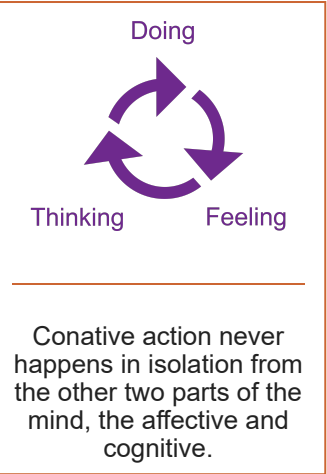 Doing
Thinking
Feeling
Conative action never
happens in isolation from
the other two parts of the
mind, the affective and
cognitive.